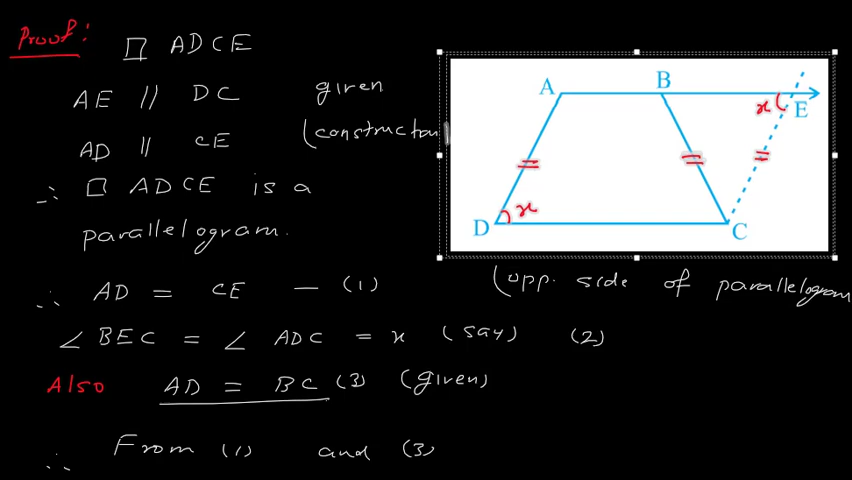 Proof: □ ADCE
AE // DC given
AD // CE (constructon
∴ □ ADCE is a
parallelogram.
∴ AD = CE — (1) (opp. side of parallelogram
∠ BEC = ∠ ADC = x (say) (2)
Also AD = BC (3) (given)
∴ From (1) and (3)
A B
x E
D x C